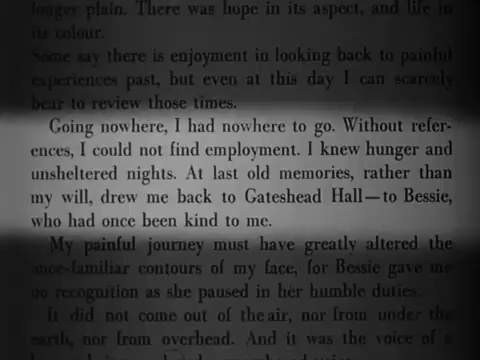 longer plain. There was hope in its aspect, and life in
its colour.
Some say there is enjoyment in looking back to painful
experiences past, but even at this day I can scarcely
bear to review those times.
Going nowhere, I had nowhere to go. Without refer-
ences, I could not find employment. I knew hunger and
unsheltered nights. At last old memories, rather than
my will, drew me back to Gateshead Hall—to Bessie,
who had once been kind to me.
My painful journey must have greatly altered the
once-familiar contours of my face, for Bessie gave me
no recognition as she paused in her humble duties.
It did not come out of the air, nor from under the
earth, nor from overhead. And it was the voice of a